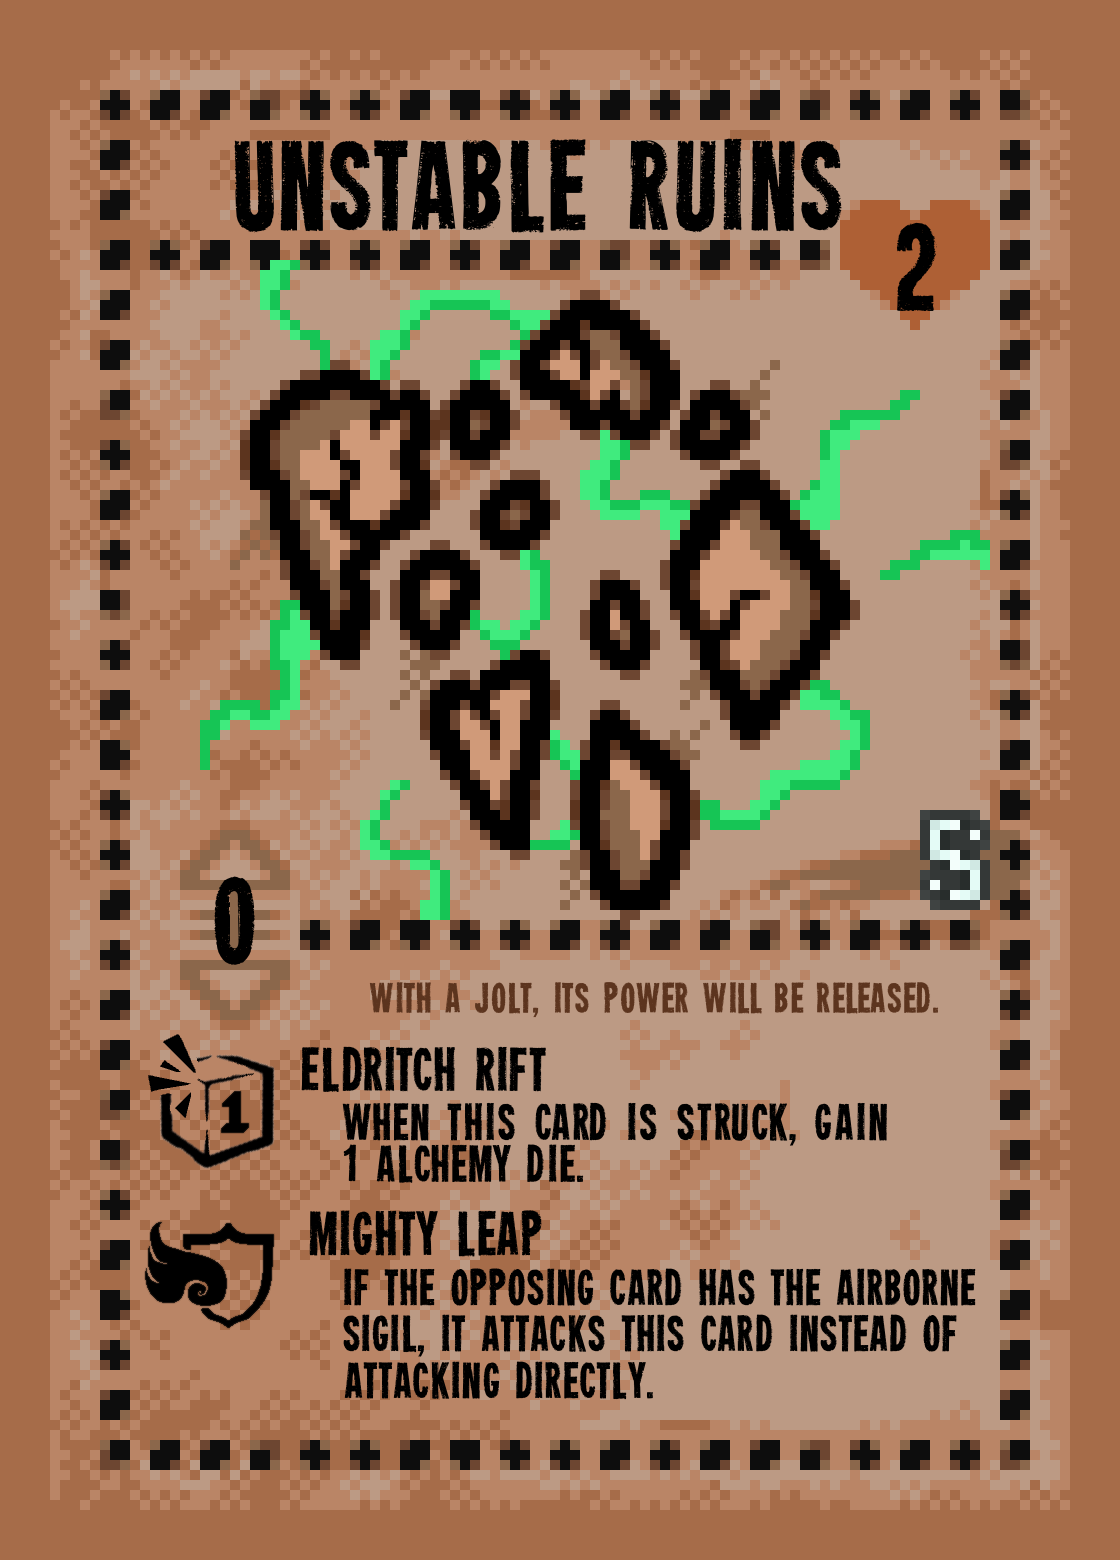 UNSTABLE RUINS
2
S
0
WITH A JOLT, ITS POWER WILL BE RELEASED.
1
ELDRITCH RIFT
WHEN THIS CARD IS STRUCK, GAIN
1 ALCHEMY DIE.
MIGHTY LEAP
IF THE OPPOSING CARD HAS THE AIRBORNE
SIGIL, IT ATTACKS THIS CARD INSTEAD OF
ATTACKING DIRECTLY.